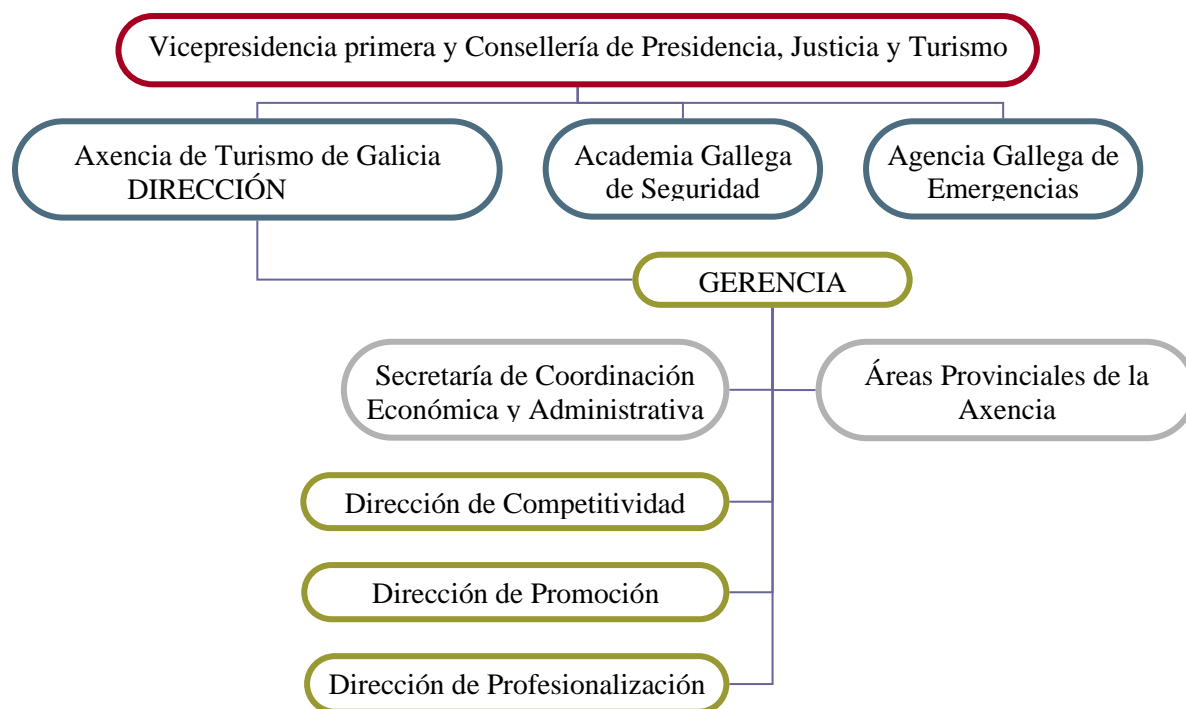 Vicepresidencia primera y Consellería de Presidencia, Justicia y Turismo
Axencia de Turismo de Galicia
DIRECCIÓN
Academia Gallega
de Seguridad
Agencia Gallega de
Emergencias
GERENCIA
Secretaría de Coordinación
Económica y Administrativa
Áreas Provinciales de la
Axencia
Dirección de Competitividad
Dirección de Promoción
Dirección de Profesionalización